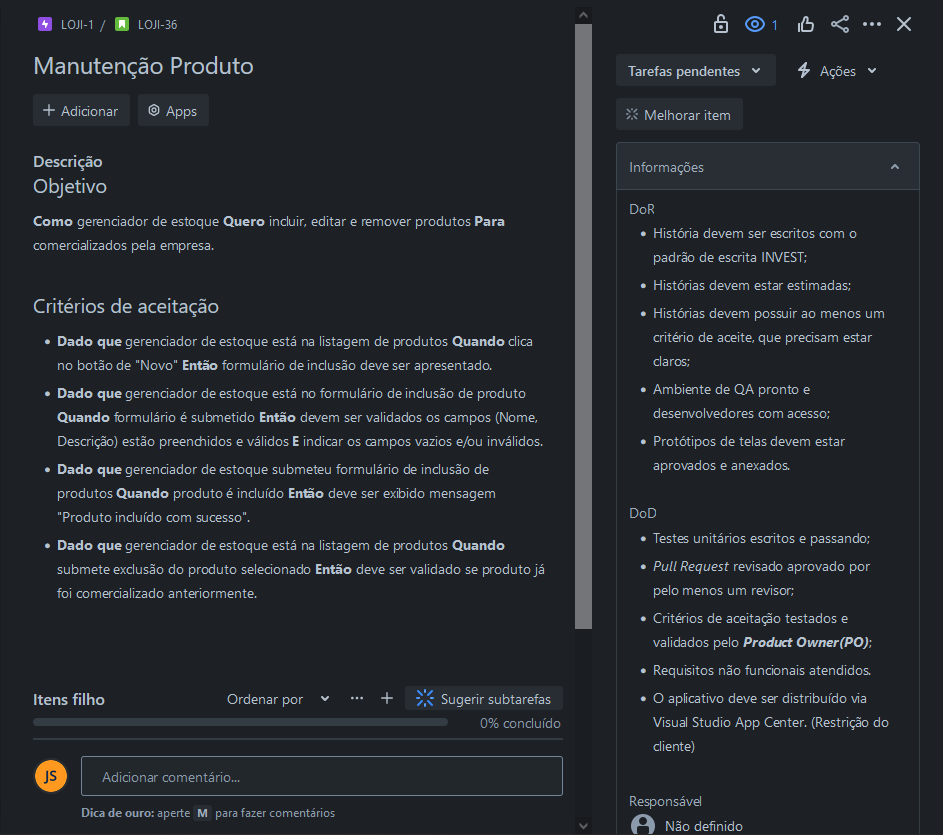 LOJI-1 / LOJI-36
Manutenção Produto
Adicionar
Apps
Descrição
Objetivo
Como gerenciador de estoque Quero incluir, editar e remover produtos Para
comercializados pela empresa.
Critérios de aceitação
• Dado que gerenciador de estoque está na listagem de produtos Quando clica
no botão de "Novo" Então formulário de inclusão deve ser apresentado.
• Dado que gerenciador de estoque está no formulário de inclusão de produto
Quando formulário é submetido Então devem ser validados os campos (Nome,
Descrição) estão preenchidos e válidos E indicar os campos vazios e/ou inválidos.
• Dado que gerenciador de estoque submeteu formulário de inclusão de
produtos Quando produto é incluído Então deve ser exibido mensagem
"Produto incluído com sucesso".
• Dado que gerenciador de estoque está na listagem de produtos Quando
submete exclusão do produto selecionado Então deve ser validado se produto já
foi comercializado anteriormente.
Itens filho
Ordenar por
Sugerir subtarefas
0% concluído
JS
Adicionar comentário...
Dica de ouro: aperte M para fazer comentários
1
Tarefas pendentes
Ações
Melhorar item
Informações
DoR
• História devem ser escritos com o
padrão de escrita INVEST;
• Histórias devem estar estimadas;
• Histórias devem possuir ao menos um
critério de aceite, que precisam estar
claros;
• Ambiente de QA pronto e
desenvolvedores com acesso;
• Protótipos de telas devem estar
aprovados e anexados.
DoD
• Testes unitários escritos e passando;
• Pull Request revisado aprovado por
pelo menos um revisor;
• Critérios de aceitação testados e
validados pelo Product Owner(PO);
• Requisitos não funcionais atendidos.
• O aplicativo deve ser distribuído via
Visual Studio App Center. (Restrição do
cliente)
Responsável
Não definido